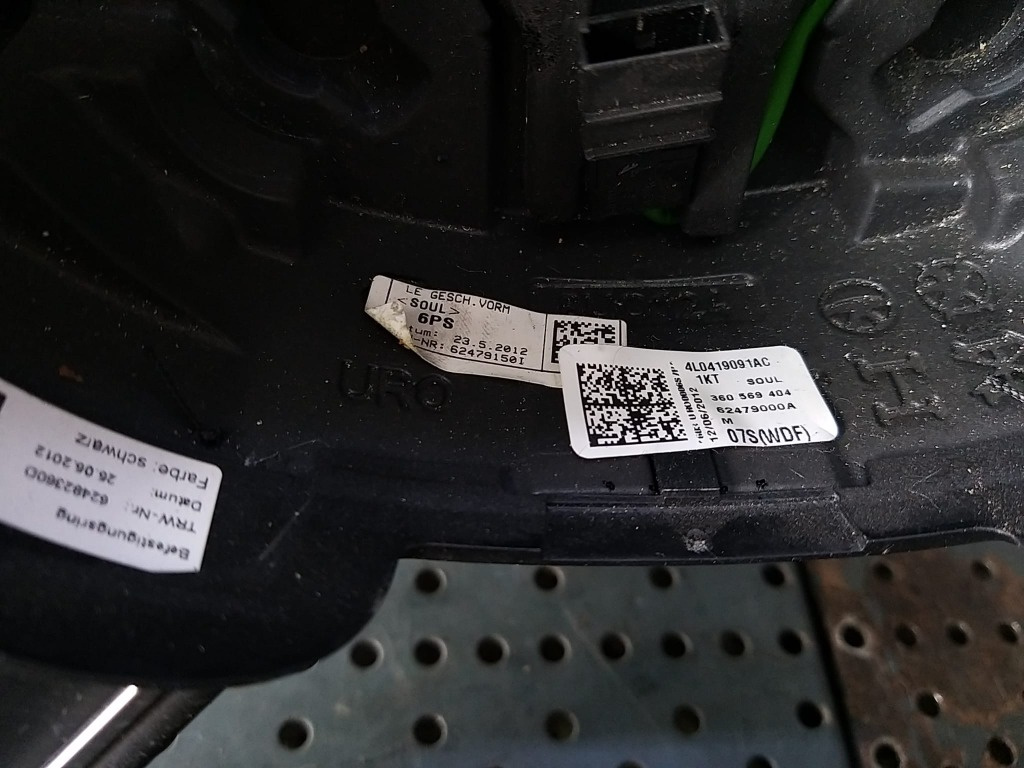 LE GESCH.VORM
<SOUL>
6PS
23.5.2012
-NR: 62479150I
4L0419091AC
1KT SOUL
360 569 404
62479000A
M
07S(WDF)
12/06/2012
URO
Befestigungsring
TRW-Nr.: 62482360D
Datum: 26.06.2012
Farbe: schwarz